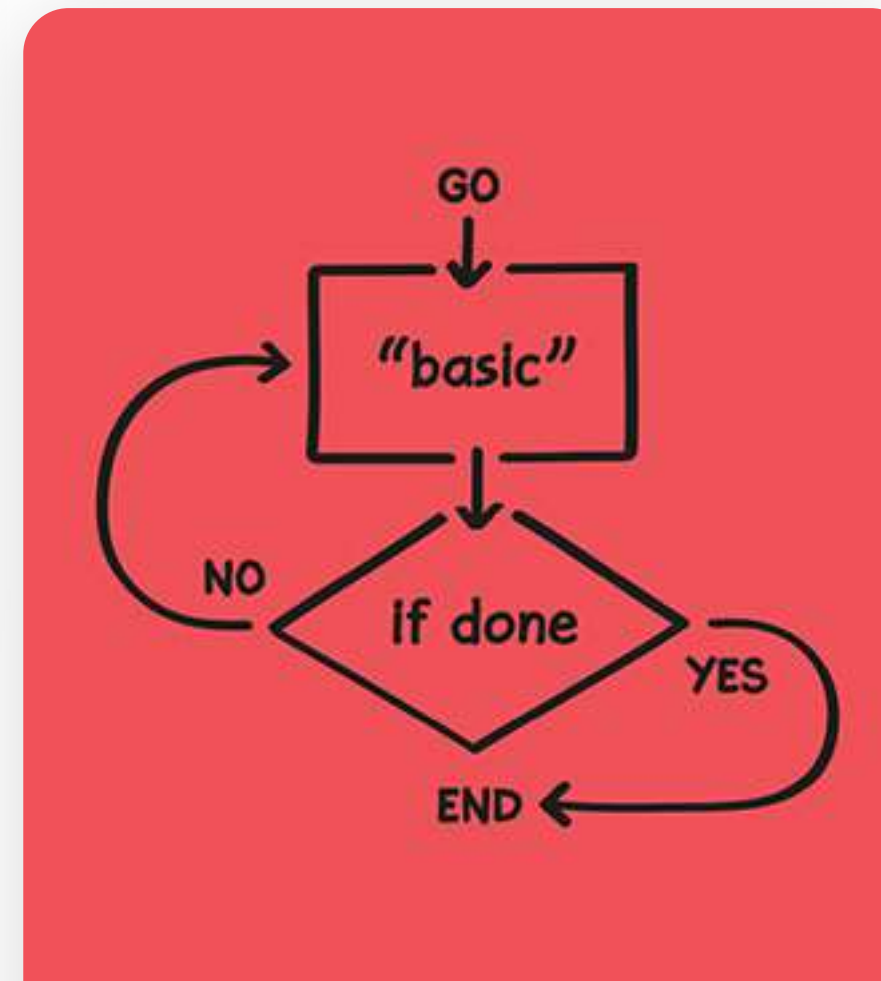 GO
“basic”
if done
NO
YES
END